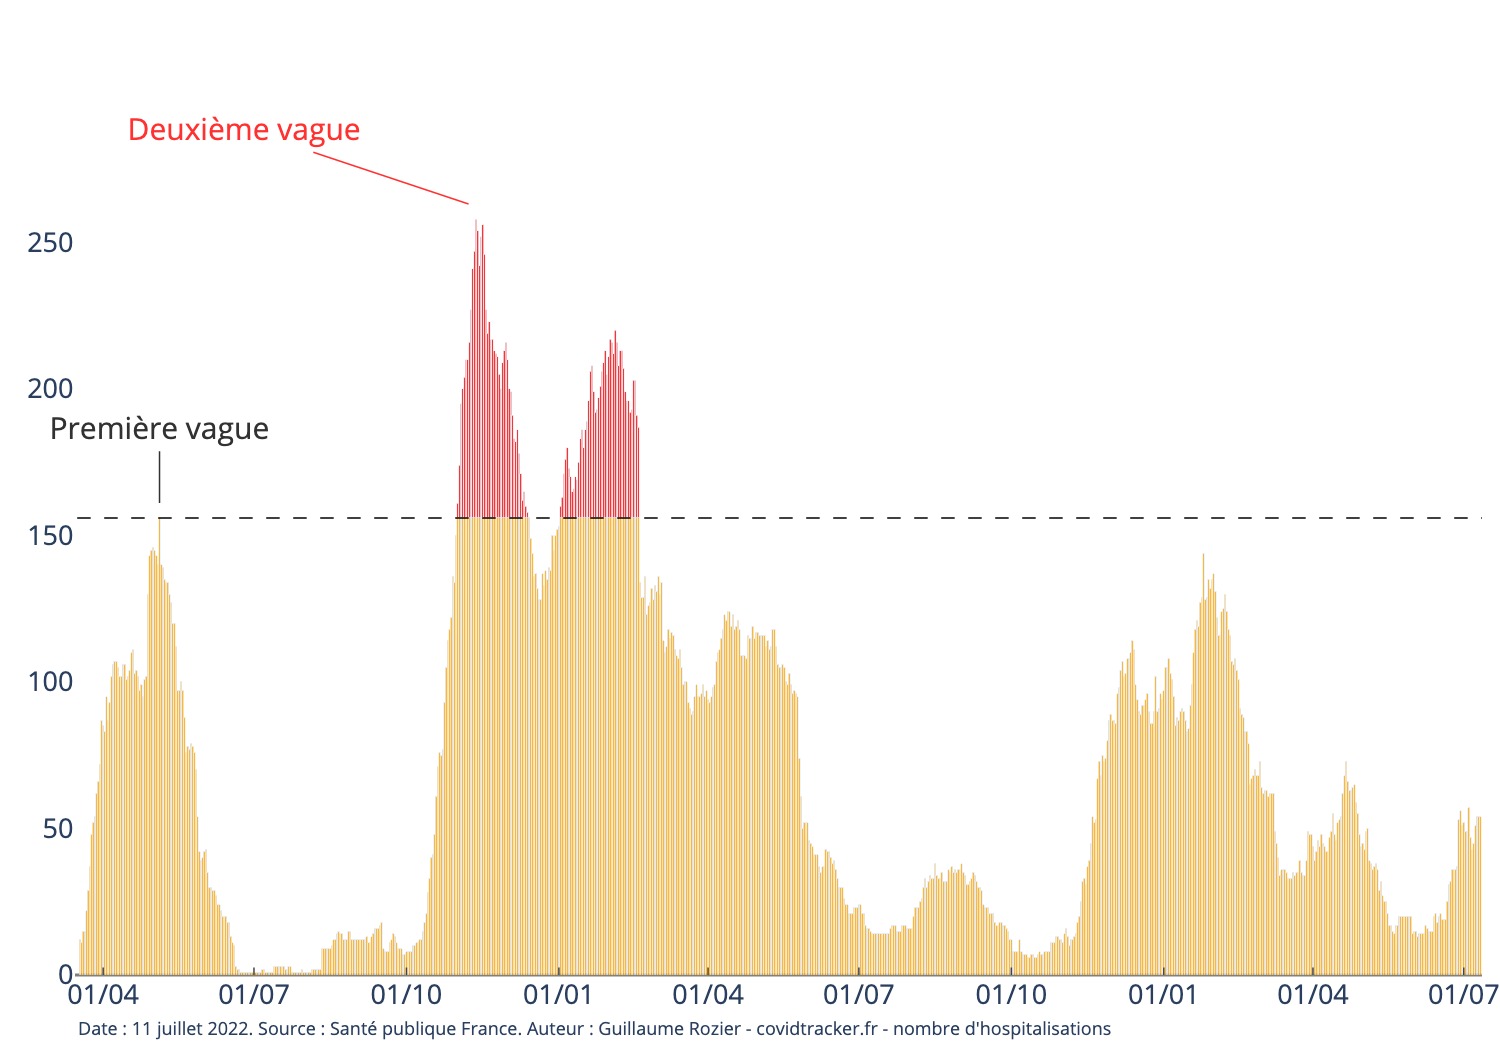 Deuxième vague
250
200
Première vague
150
100
50
0
01/04 01/07 01/10 01/01 01/04 01/07 01/10 01/01 01/04 01/07
Date : 11 juillet 2022. Source : Santé publique France. Auteur : Guillaume Rozier - covidtracker.fr - nombre d'hospitalisations